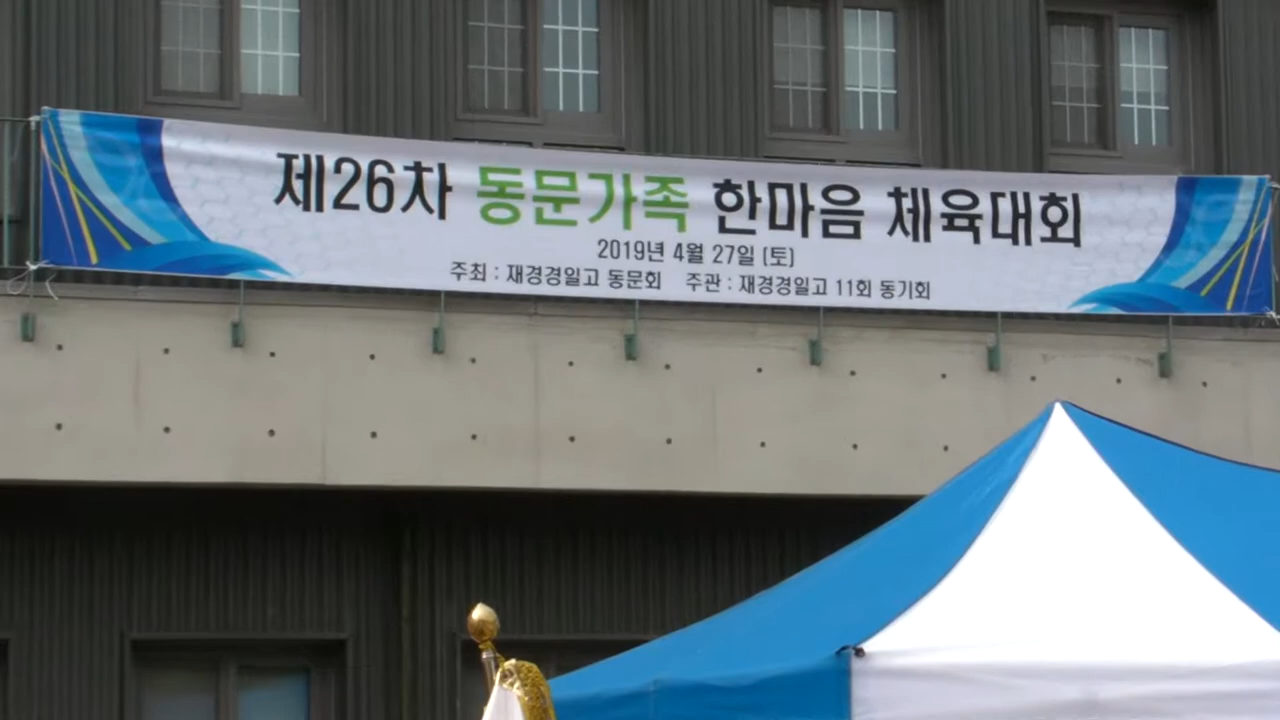 제26차 동문가족 한마음 체육대회
2019년 4월 27일 (토)
주최 : 재경경일고 동문회 주관 : 재경경일고 11회 동기회